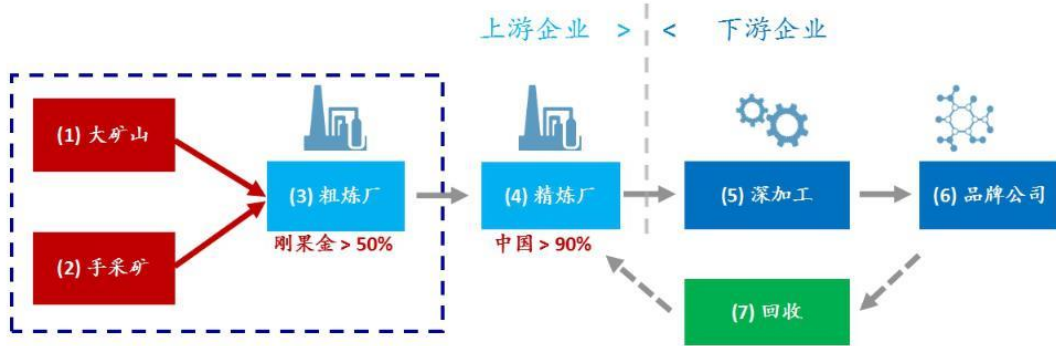 上游企业 > < 下游企业
(1) 大矿山
(2) 手采矿
(3) 粗炼厂
刚果金 > 50%
(4) 精炼厂
中国 > 90%
(5) 深加工
(6) 品牌公司
(7) 回收